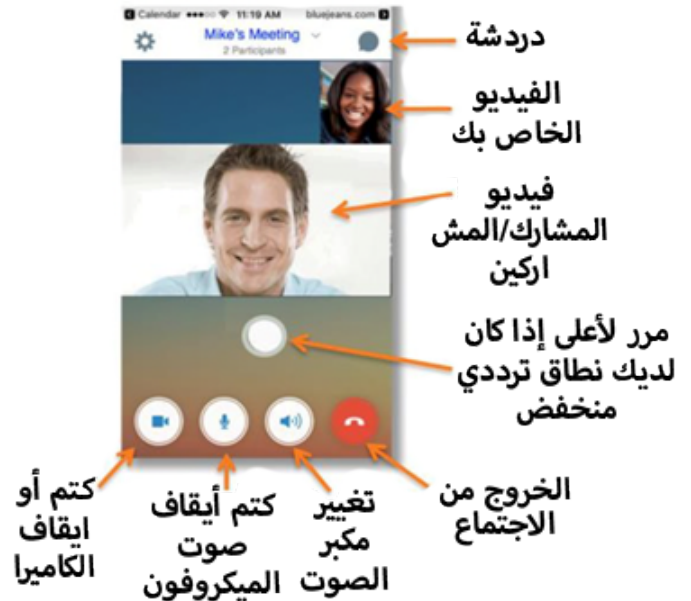 Calendar 11:19 AM bluejeans.com
Mike's Meeting
2 Participants
دردشة
الفيديو
الخاص بك
فيديو
المشارك/المش
اركين
مرر لأعلى إذا كان
لديك نطاق ترددي
منخفض
الخروج من
الاجتماع
تغيير
مكبر
الصوت
كتم أيقاف
صوت
الميكروفون
كتم أو
ايقاف
الكاميرا